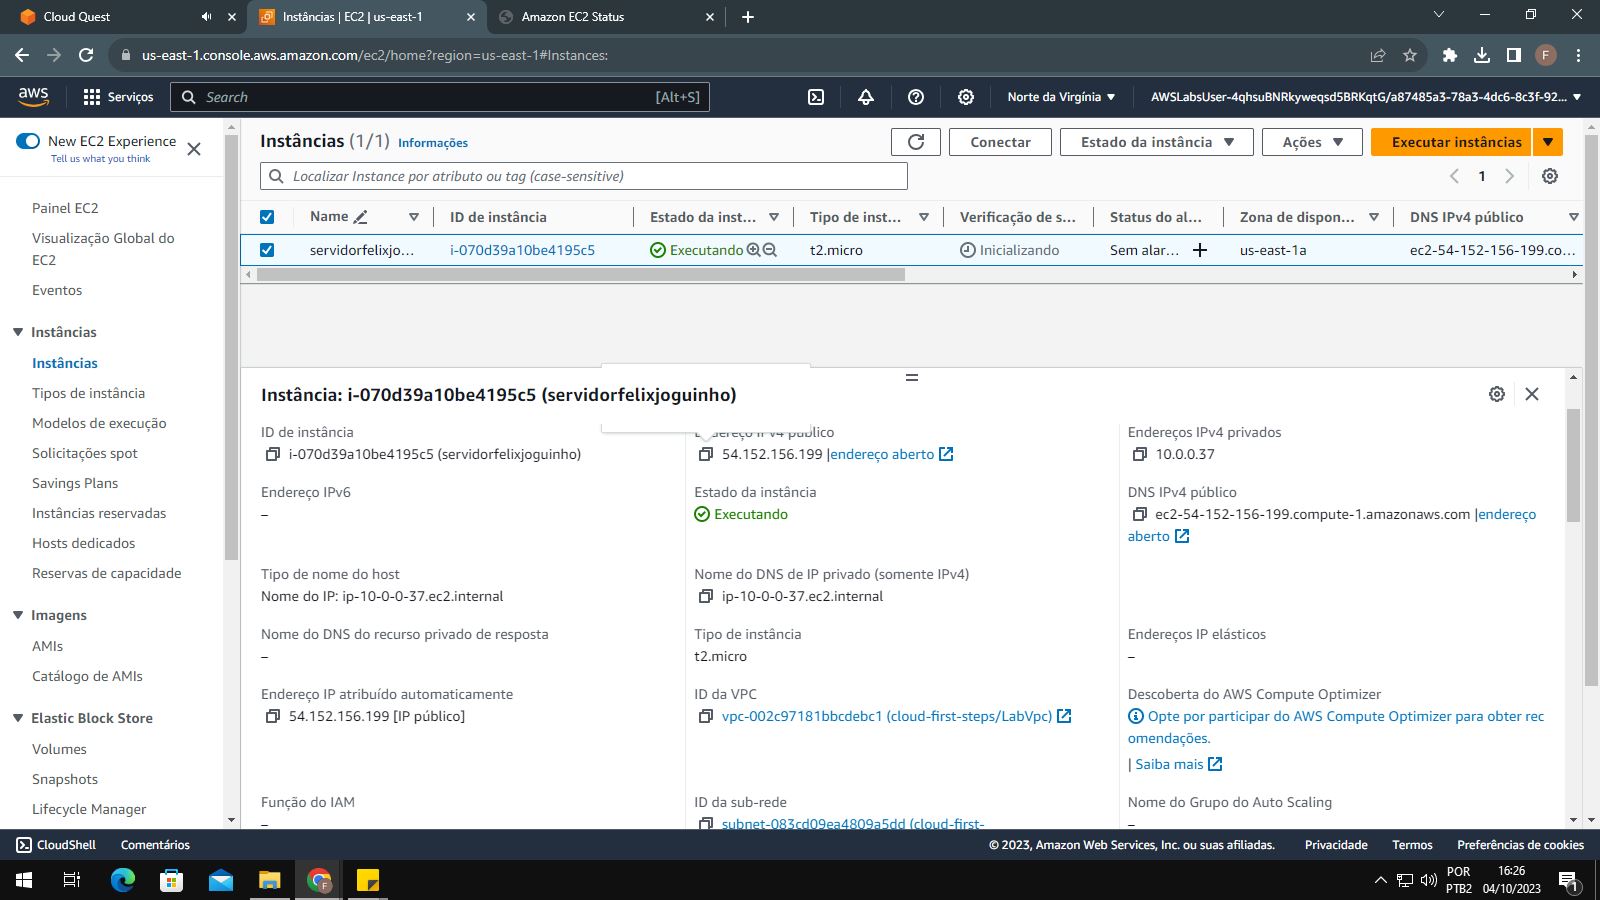 Cloud Quest
Instâncias | EC2 | us-east-1
Amazon EC2 Status
us-east-1.console.aws.amazon.com/ec2/home?region=us-east-1#Instances:
F
aws
Serviços
Search
[Alt+S]
Norte da Virgínia
AWSLabsUser-4qhsuBNRkyweqsd5BRKqtG/a87485a3-78a3-4dc6-8c3f-92...
New EC2 Experience
Tell us what you think
Painel EC2
Visualização Global do
EC2
Eventos
Instâncias
Instâncias
Tipos de instância
Modelos de execução
Solicitações spot
Savings Plans
Instâncias reservadas
Hosts dedicados
Reservas de capacidade
Imagens
AMIs
Catálogo de AMIs
Elastic Block Store
Volumes
Snapshots
Lifecycle Manager
Instâncias (1/1) Informações
Conectar
Estado da instância
Ações
Executar instâncias
Localizar Instance por atributo ou tag (case-sensitive)
1
Name
ID de instância
Estado da inst...
Tipo de inst...
Verificação de s...
Status do al...
Zona de dispon...
DNS IPv4 público
servidorfelixjo...
i-070d39a10be4195c5
Executando
t2.micro
Inicializando
Sem alar...
us-east-1a
ec2-54-152-156-199.co...
Instância: i-070d39a10be4195c5 (servidorfelixjoguinho)
ID de instância
i-070d39a10be4195c5 (servidorfelixjoguinho)
Endereço IPv4 público
54.152.156.199 |endereço aberto
Endereços IPv4 privados
10.0.0.37
Endereço IPv6
–
Estado da instância
Executando
DNS IPv4 público
ec2-54-152-156-199.compute-1.amazonaws.com |endereço
aberto
Tipo de nome do host
Nome do IP: ip-10-0-0-37.ec2.internal
Nome do DNS de IP privado (somente IPv4)
ip-10-0-0-37.ec2.internal
Nome do DNS do recurso privado de resposta
–
Tipo de instância
t2.micro
Endereços IP elásticos
–
Endereço IP atribuído automaticamente
54.152.156.199 [IP público]
ID da VPC
vpc-002c97181bbcdebc1 (cloud-first-steps/LabVpc)
Descoberta do AWS Compute Optimizer
Opte por participar do AWS Compute Optimizer para obter rec
omendações.
| Saiba mais
Função do IAM
–
ID da sub-rede
subnet-083cd09ea4809a5dd (cloud-first-
Nome do Grupo do Auto Scaling
–
CloudShell
Comentários
© 2023, Amazon Web Services, Inc. ou suas afiliadas.
Privacidade
Termos
Preferências de cookies
F
POR
PTB2
16:26
04/10/2023
1